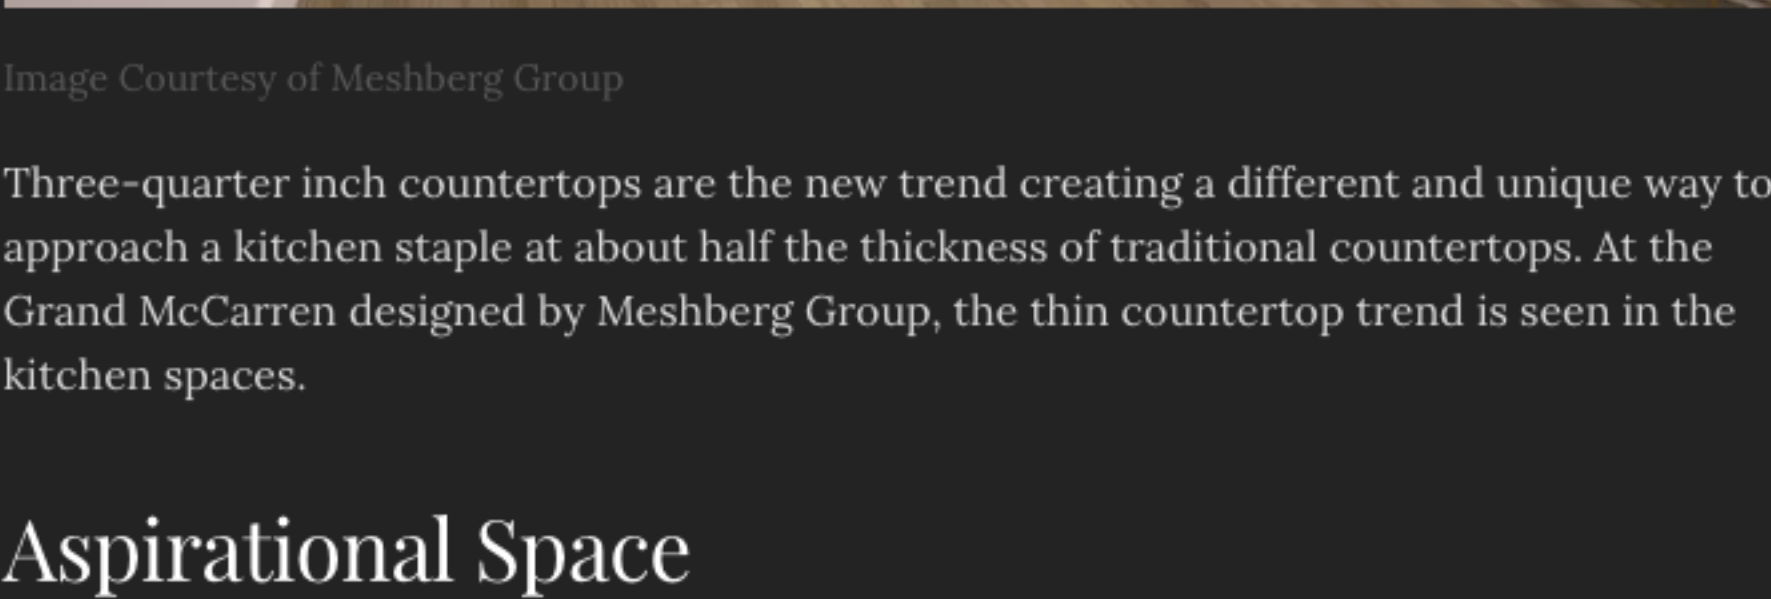 Image Courtesy of Meshberg Group
Three-quarter inch countertops are the new trend creating a different and unique way to
approach a kitchen staple at about half the thickness of traditional countertops. At the
Grand McCarren designed by Meshberg Group, the thin countertop trend is seen in the
kitchen spaces.
Aspirational Space